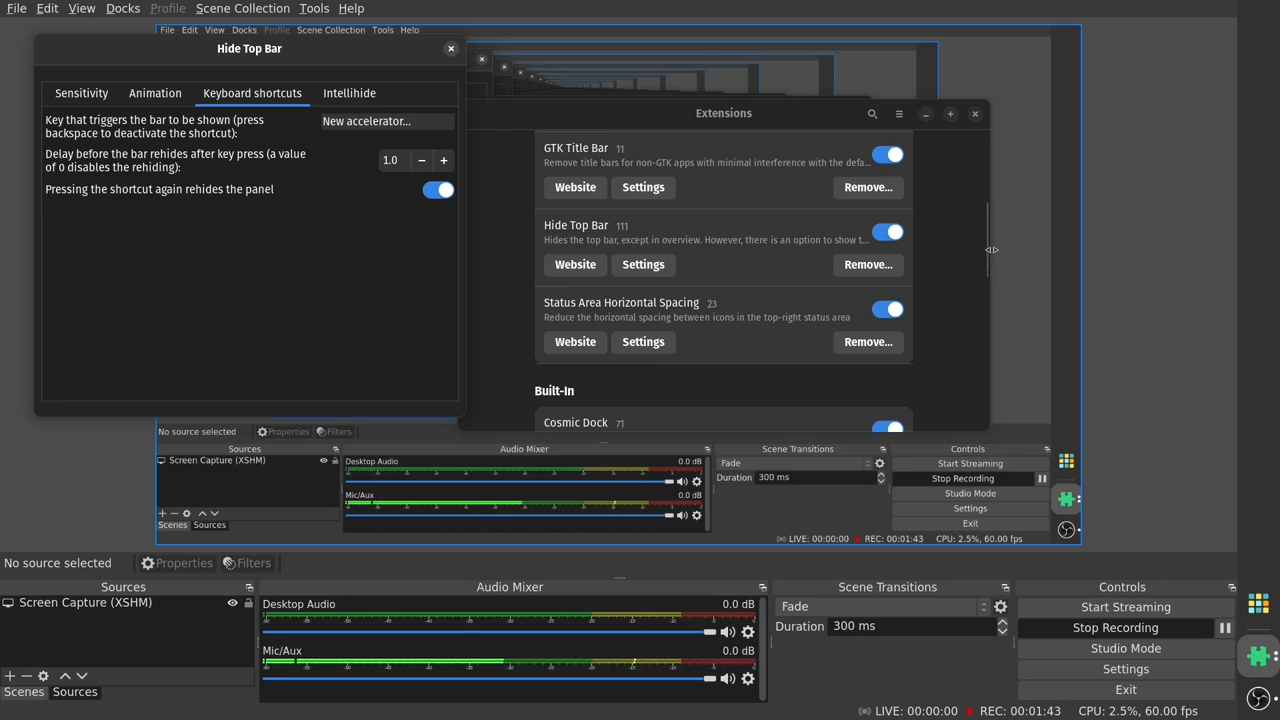 File Edit View Docks Profile Scene Collection Tools Help
File Edit View Docks Profile Scene Collection Tools Help
Hide Top Bar
Sensitivity Animation Keyboard shortcuts Intellihide
Key that triggers the bar to be shown (press
backspace to deactivate the shortcut):
New accelerator...
Delay before the bar rehides after key press (a value
of 0 disables the rehiding):
1.0
Pressing the shortcut again rehides the panel
Extensions
GTK Title Bar 11
Remove title bars for non-GTK apps with minimal interference with the defa...
Website Settings Remove...
Hide Top Bar 111
Hides the top bar, except in overview. However, there is an option to show t...
Website Settings Remove...
Status Area Horizontal Spacing 23
Reduce the horizontal spacing between icons in the top-right status area
Website Settings Remove...
Built-In
Cosmic Dock 71
No source selected Properties Filters
Sources Audio Mixer Scene Transitions Controls
Screen Capture (XSHM)
Desktop Audio 0.0 dB
Mic/Aux 0.0 dB
Fade
Duration 300 ms
Start Streaming
Stop Recording
Studio Mode
Settings
Exit
Scenes Sources
LIVE: 00:00:00 REC: 00:01:43 CPU: 2.5%, 60.00 fps
No source selected Properties Filters
Sources Audio Mixer Scene Transitions Controls
Screen Capture (XSHM)
Desktop Audio 0.0 dB
Mic/Aux 0.0 dB
Fade
Duration 300 ms
Start Streaming
Stop Recording
Studio Mode
Settings
Exit
Scenes Sources
LIVE: 00:00:00 REC: 00:01:43 CPU: 2.5%, 60.00 fps